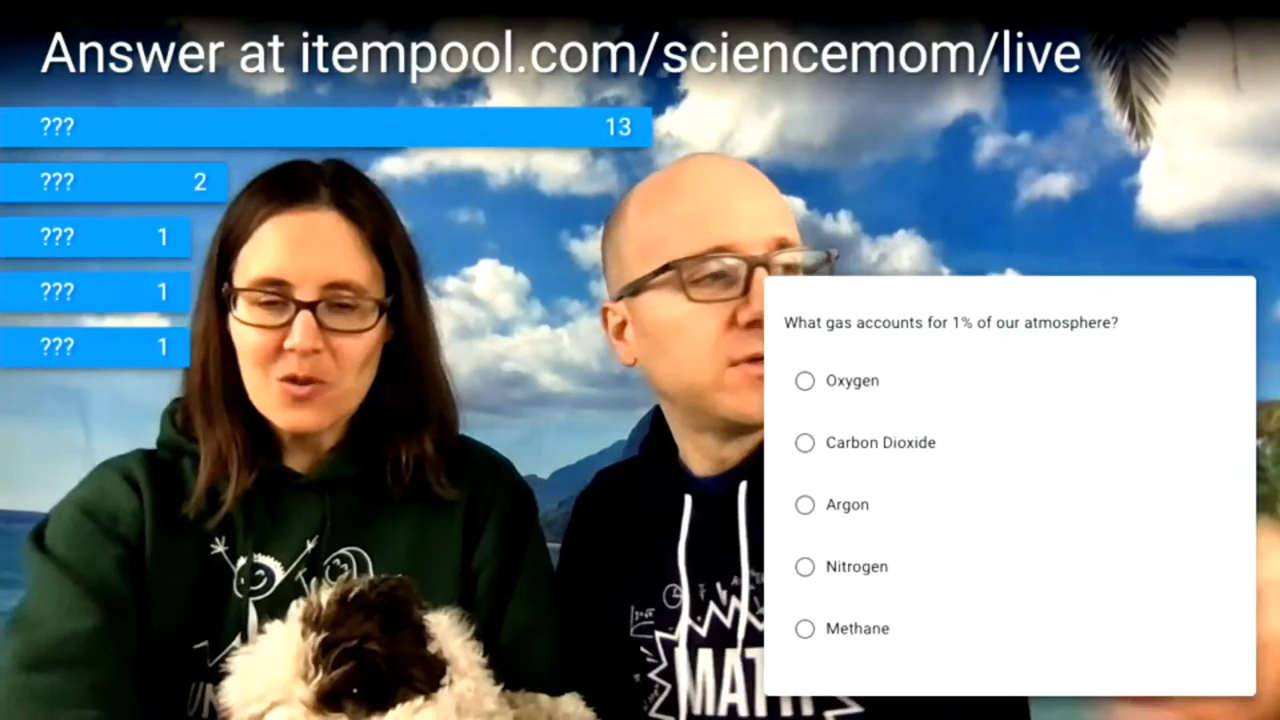 Answer at itempool.com/sciencemom/live
??? 13
??? 2
??? 1
??? 1
??? 1
What gas accounts for 1% of our atmosphere?
Oxygen
Carbon Dioxide
Argon
Nitrogen
Methane
UN
MATH